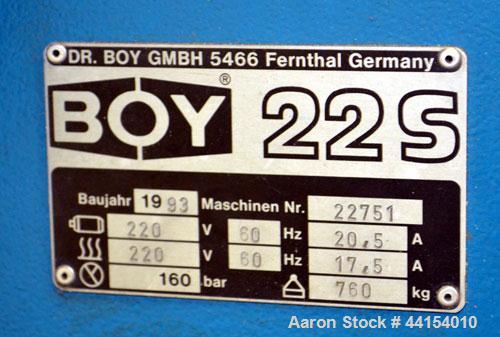 DR. BOY GMBH 5466 Fernthal Germany
BOY® 22S
Baujahr 1993 Maschinen Nr. 22751
220 V 60 Hz 20,5 A
220 V 60 Hz 17,5 A
160 bar 760 kg
Aaron Stock # 44154010